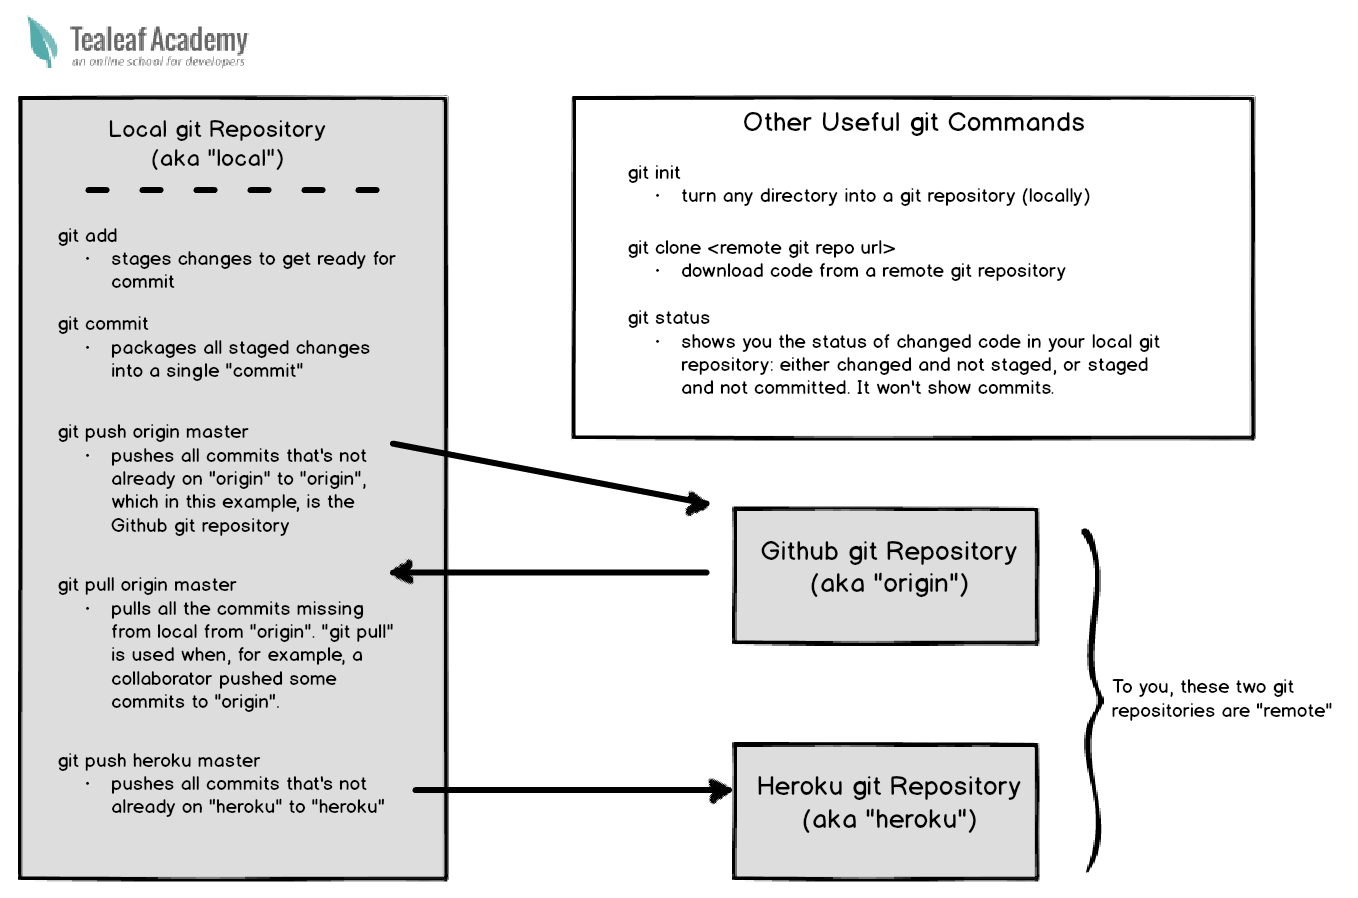 Tealeaf Academy
an online school for developers
Local git Repository
(aka "local")
git add
· stages changes to get ready for
commit
git commit
· packages all staged changes
into a single "commit"
git push origin master
· pushes all commits that's not
already on "origin" to "origin",
which in this example, is the
Github git repository
git pull origin master
· pulls all the commits missing
from local from "origin". "git pull"
is used when, for example, a
collaborator pushed some
commits to "origin".
git push heroku master
· pushes all commits that's not
already on "heroku" to "heroku"
Other Useful git Commands
git init
· turn any directory into a git repository (locally)
git clone <remote git repo url>
· download code from a remote git repository
git status
· shows you the status of changed code in your local git
repository: either changed and not staged, or staged
and not committed. It won't show commits.
Github git Repository
(aka "origin")
Heroku git Repository
(aka "heroku")
To you, these two git
repositories are "remote"